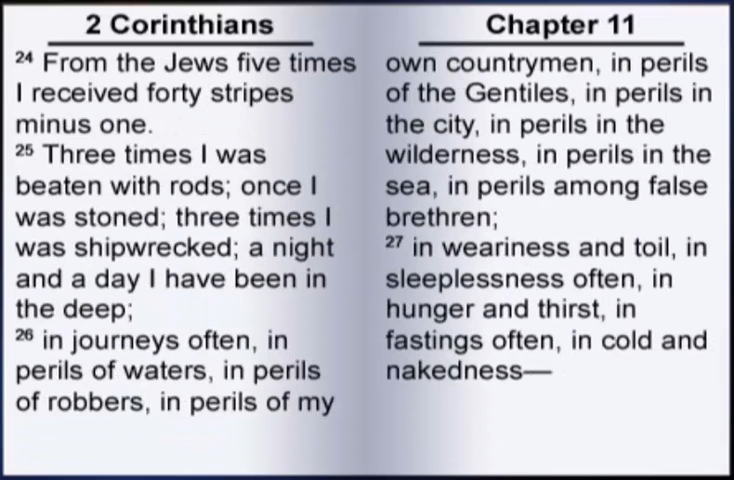 2 Corinthians
²⁴ From the Jews five times
I received forty stripes
minus one.
²⁵ Three times I was
beaten with rods; once I
was stoned; three times I
was shipwrecked; a night
and a day I have been in
the deep;
²⁶ in journeys often, in
perils of waters, in perils
of robbers, in perils of my
Chapter 11
own countrymen, in perils
of the Gentiles, in perils in
the city, in perils in the
wilderness, in perils in the
sea, in perils among false
brethren;
²⁷ in weariness and toil, in
sleeplessness often, in
hunger and thirst, in
fastings often, in cold and
nakedness—